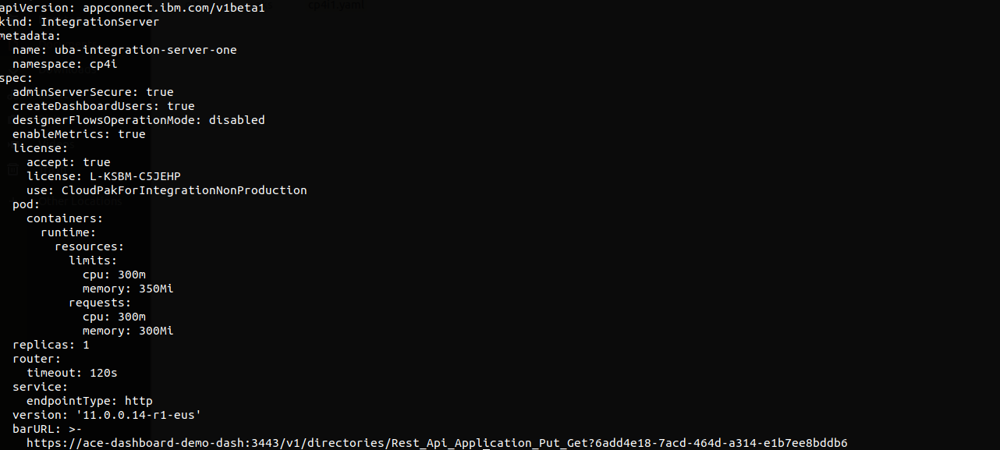 apiVersion: appconnect.ibm.com/v1beta1
kind: IntegrationServer
metadata:
  name: uba-integration-server-one
  namespace: cp4i
spec:
  adminServerSecure: true
  createDashboardUsers: true
  designerFlowsOperationMode: disabled
  enableMetrics: true
  license:
    accept: true
    license: L-KSBM-C5JEHP
    use: CloudPakForIntegrationNonProduction
  pod:
    containers:
      runtime:
        resources:
          limits:
            cpu: 300m
            memory: 350Mi
          requests:
            cpu: 300m
            memory: 300Mi
  replicas: 1
  router:
    timeout: 120s
  service:
    endpointType: http
  version: '11.0.0.14-r1-eus'
  barURL: >-
    https://ace-dashboard-demo-dash:3443/v1/directories/Rest_Api_Application_Put_Get?6add4e18-7acd-464d-a314-e1b7ee8bddb6